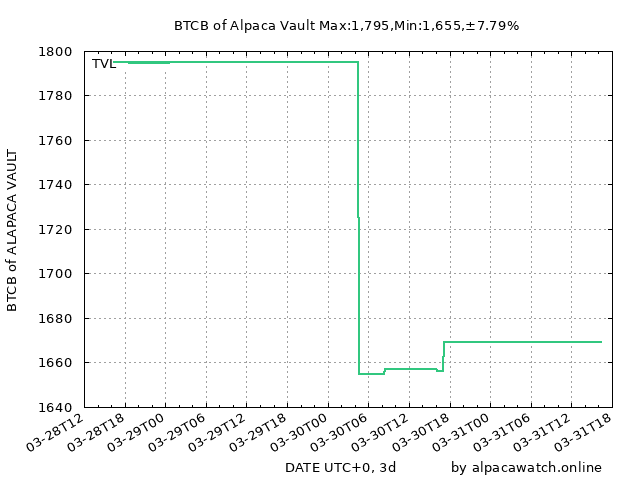 BTCB of Alpaca Vault Max:1,795,Min:1,655,±7.79%
BTCB of ALAPACA VAULT
TVL
1800
1780
1760
1740
1720
1700
1680
1660
1640
03-28T12
03-28T18
03-29T00
03-29T06
03-29T12
03-29T18
03-30T00
03-30T06
03-30T12
03-30T18
03-31T00
03-31T06
03-31T12
03-31T18
DATE UTC+0, 3d
by alpacawatch.online